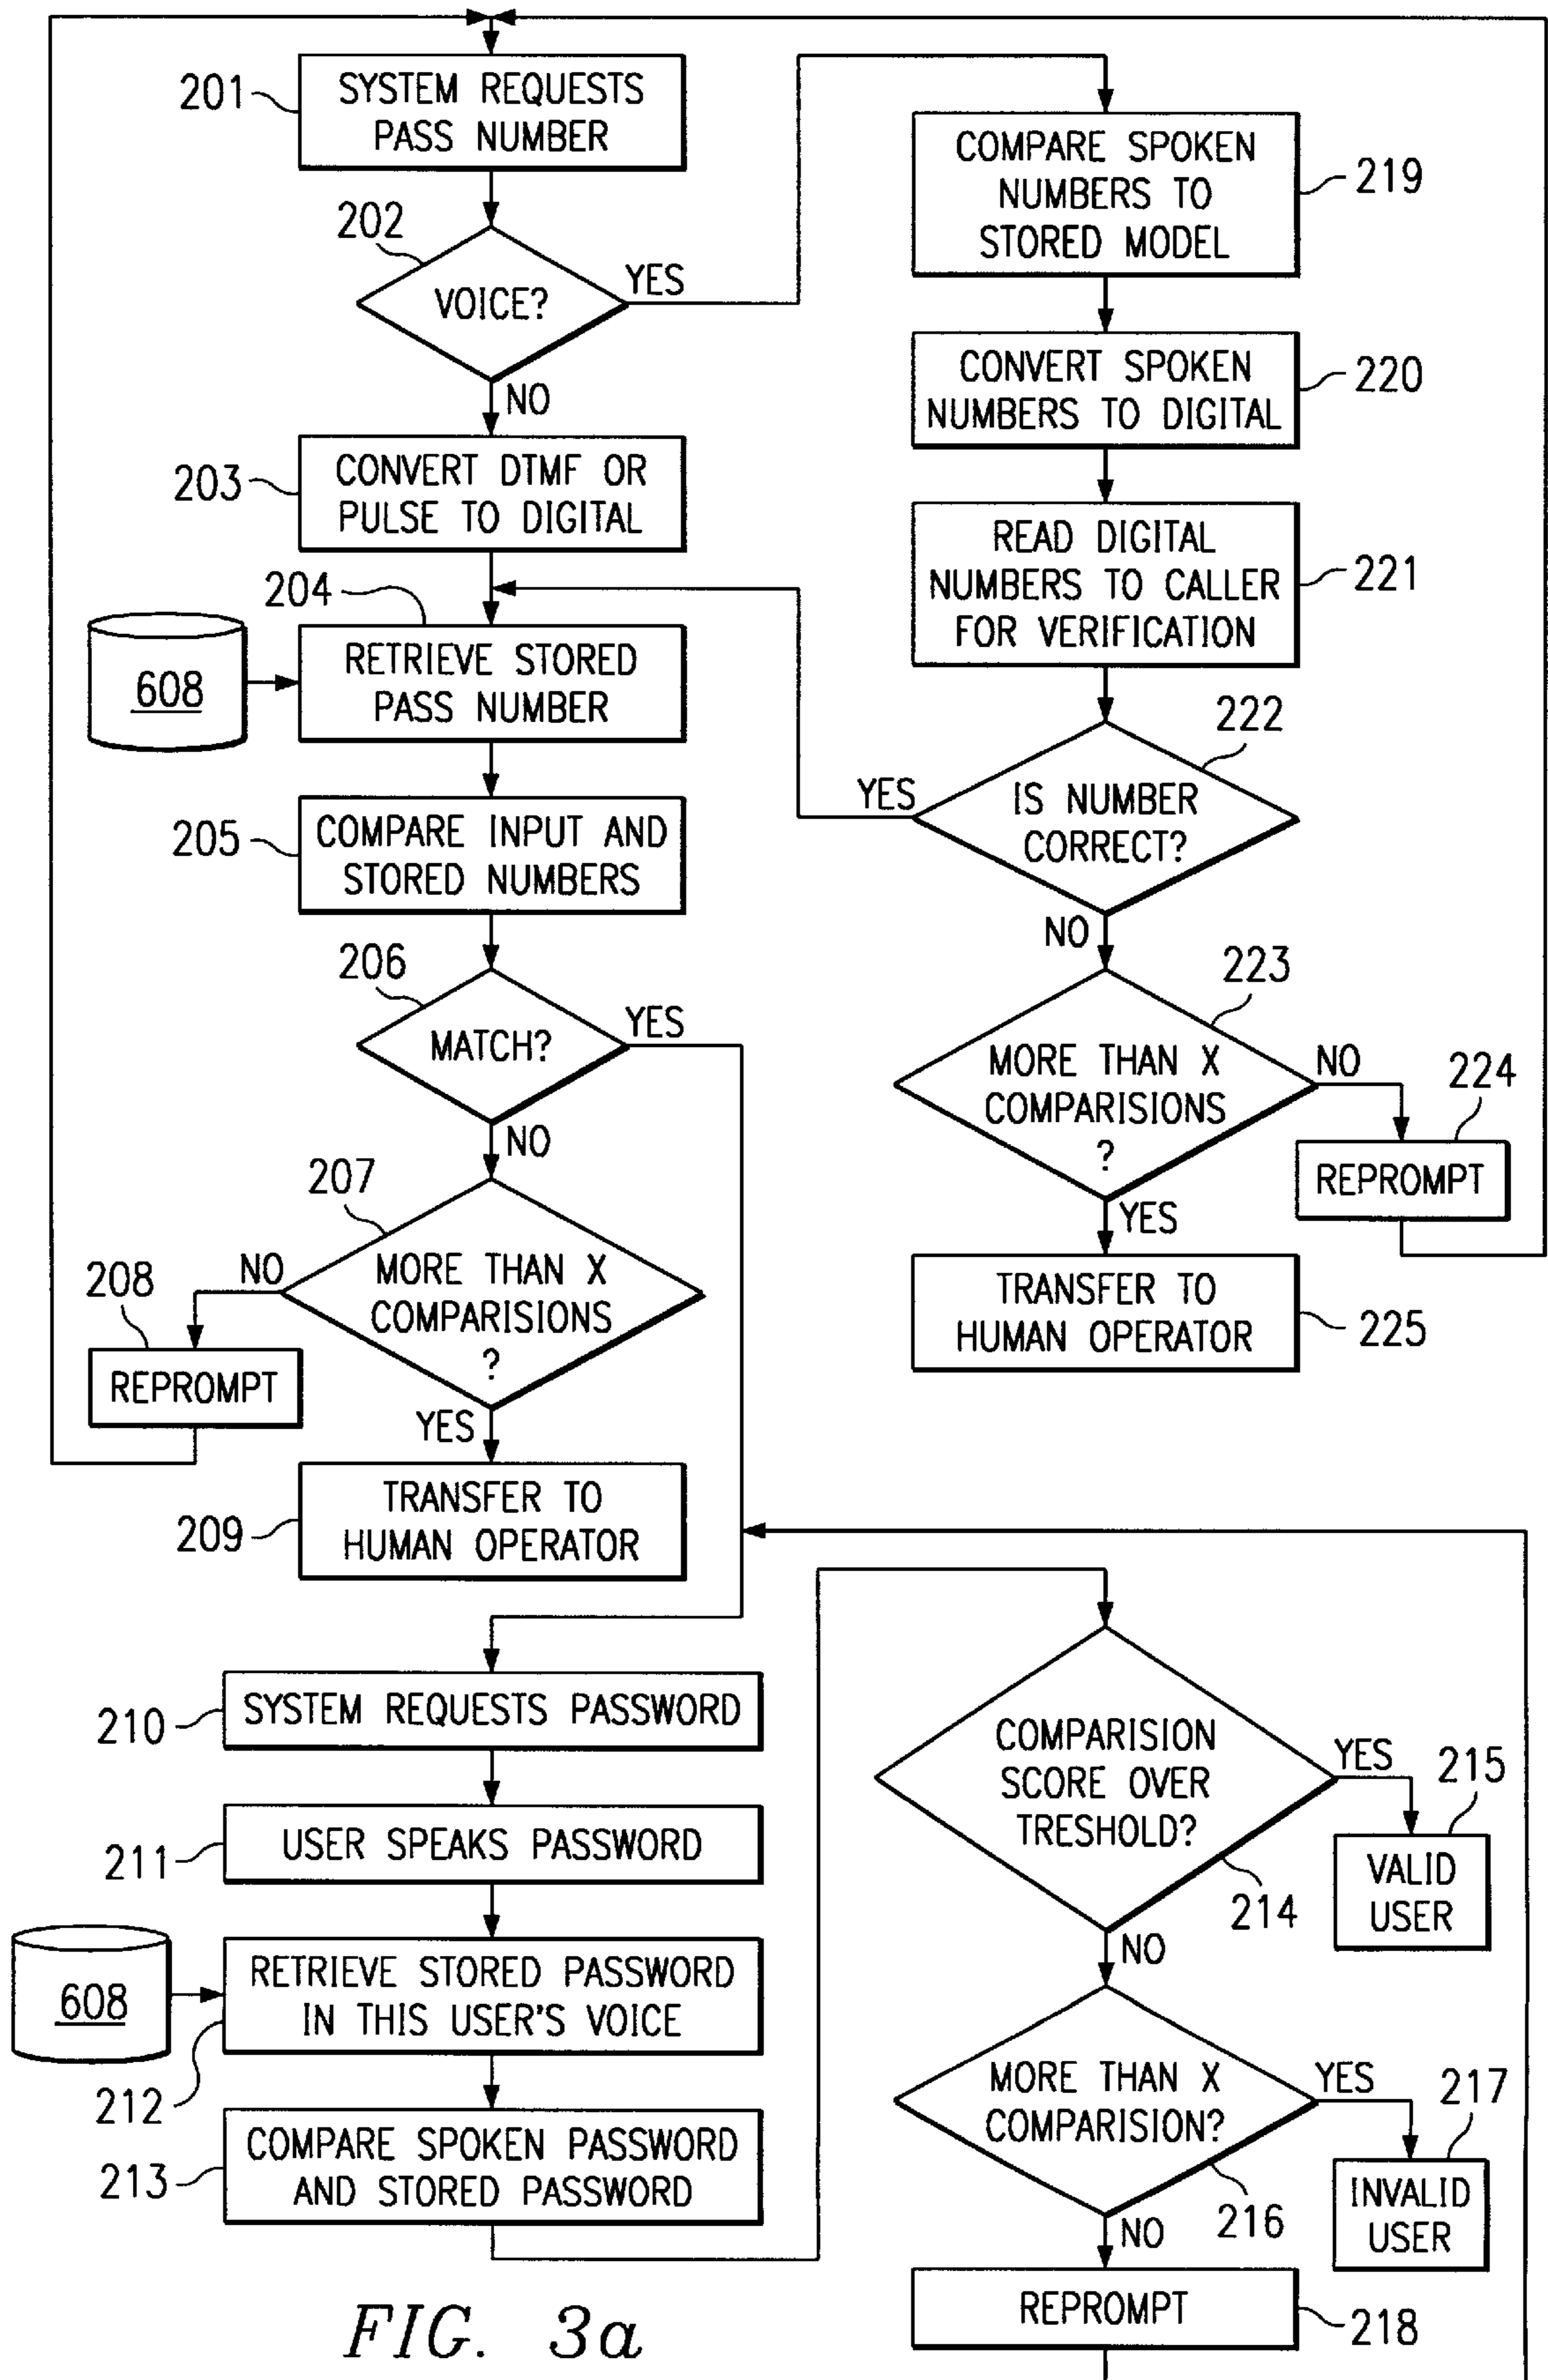 201
SYSTEM REQUESTS
PASS NUMBER
202
VOICE?
YES
NO
203
CONVERT DTMF OR
PULSE TO DIGITAL
204
608
RETRIEVE STORED
PASS NUMBER
205
COMPARE INPUT AND
STORED NUMBERS
206
MATCH?
YES
NO
207
MORE THAN X
COMPARISIONS
?
NO
208
REPROMPT
YES
209
TRANSFER TO
HUMAN OPERATOR
210
SYSTEM REQUESTS PASSWORD
211
USER SPEAKS PASSWORD
608
RETRIEVE STORED PASSWORD
IN THIS USER'S VOICE
212
213
COMPARE SPOKEN PASSWORD
AND STORED PASSWORD
COMPARE SPOKEN
NUMBERS TO
STORED MODEL
219
CONVERT SPOKEN
NUMBERS TO DIGITAL
220
READ DIGITAL
NUMBERS TO CALLER
FOR VERIFICATION
221
222
IS NUMBER
CORRECT?
YES
NO
223
MORE THAN X
COMPARISIONS
?
NO
224
REPROMPT
YES
TRANSFER TO
HUMAN OPERATOR
225
COMPARISION
SCORE OVER
TRESHOLD?
YES
215
VALID
USER
214
NO
MORE THAN X
COMPARISION?
YES
217
INVALID
USER
216
NO
REPROMPT
218
FIG. 3a